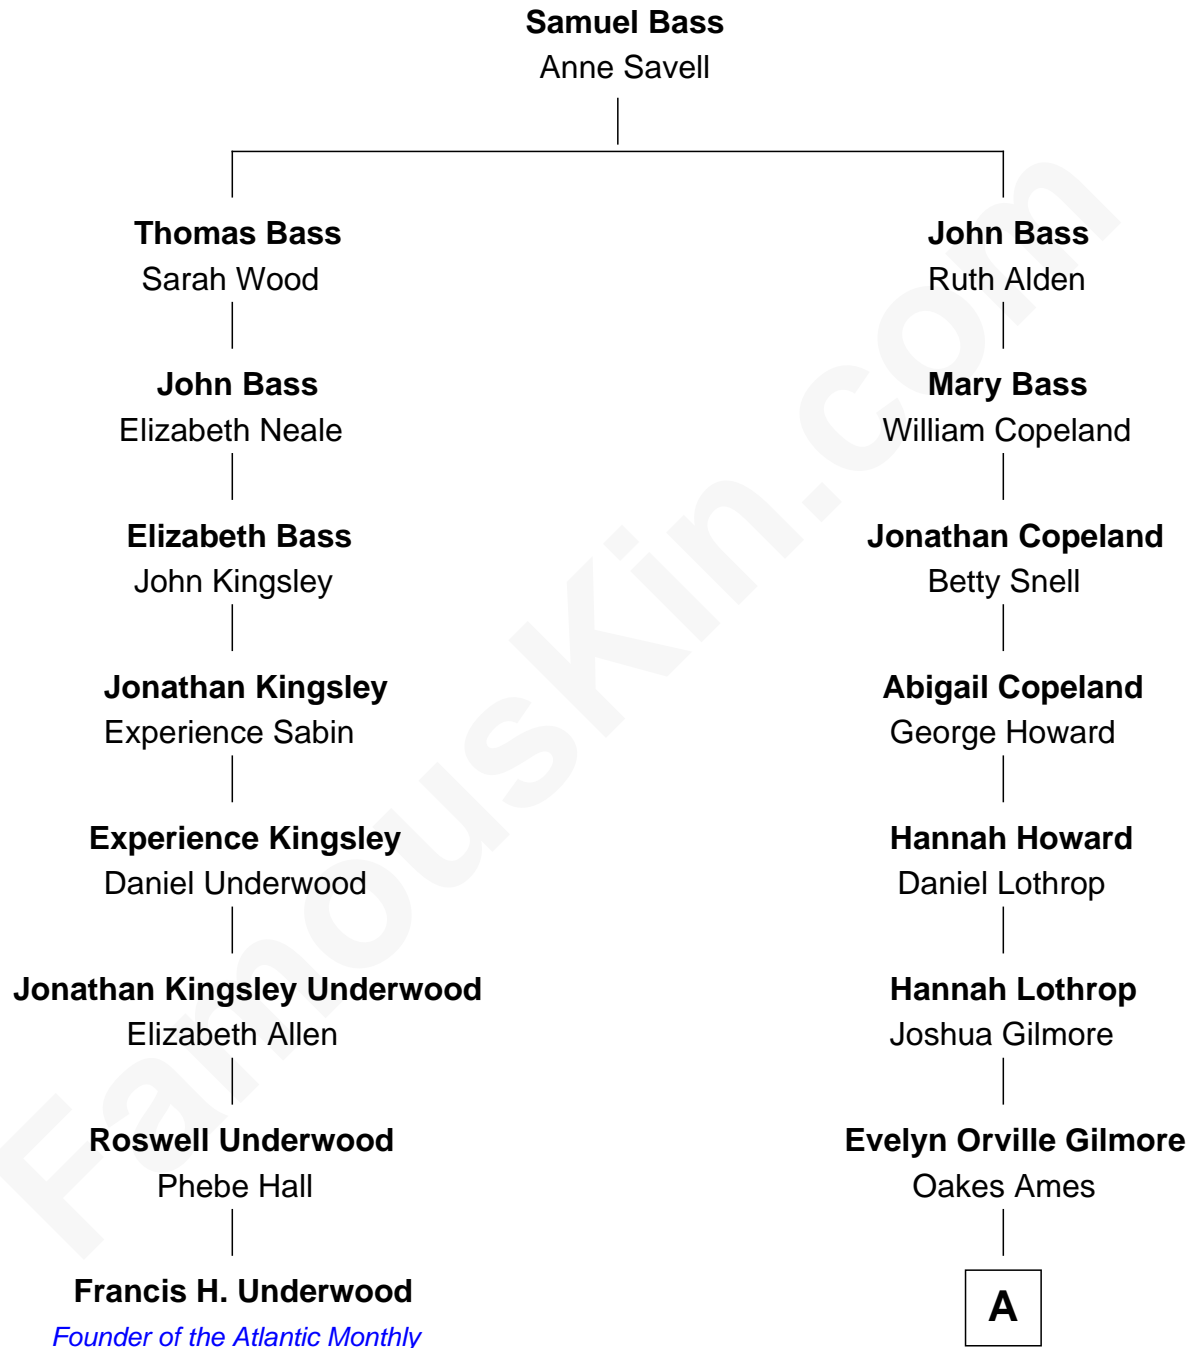 Samuel Bass
Anne Savell
Thomas Bass
Sarah Wood
John Bass
Elizabeth Neale
Elizabeth Bass
John Kingsley
Jonathan Kingsley
Experience Sabin
Experience Kingsley
Daniel Underwood
Jonathan Kingsley Underwood
Elizabeth Allen
Roswell Underwood
Phebe Hall
Francis H. Underwood
Founder of the Atlantic Monthly
John Bass
Ruth Alden
Mary Bass
William Copeland
Jonathan Copeland
Betty Snell
Abigail Copeland
George Howard
Hannah Howard
Daniel Lothrop
Hannah Lothrop
Joshua Gilmore
Evelyn Orville Gilmore
Oakes Ames
A
FamousKin.com